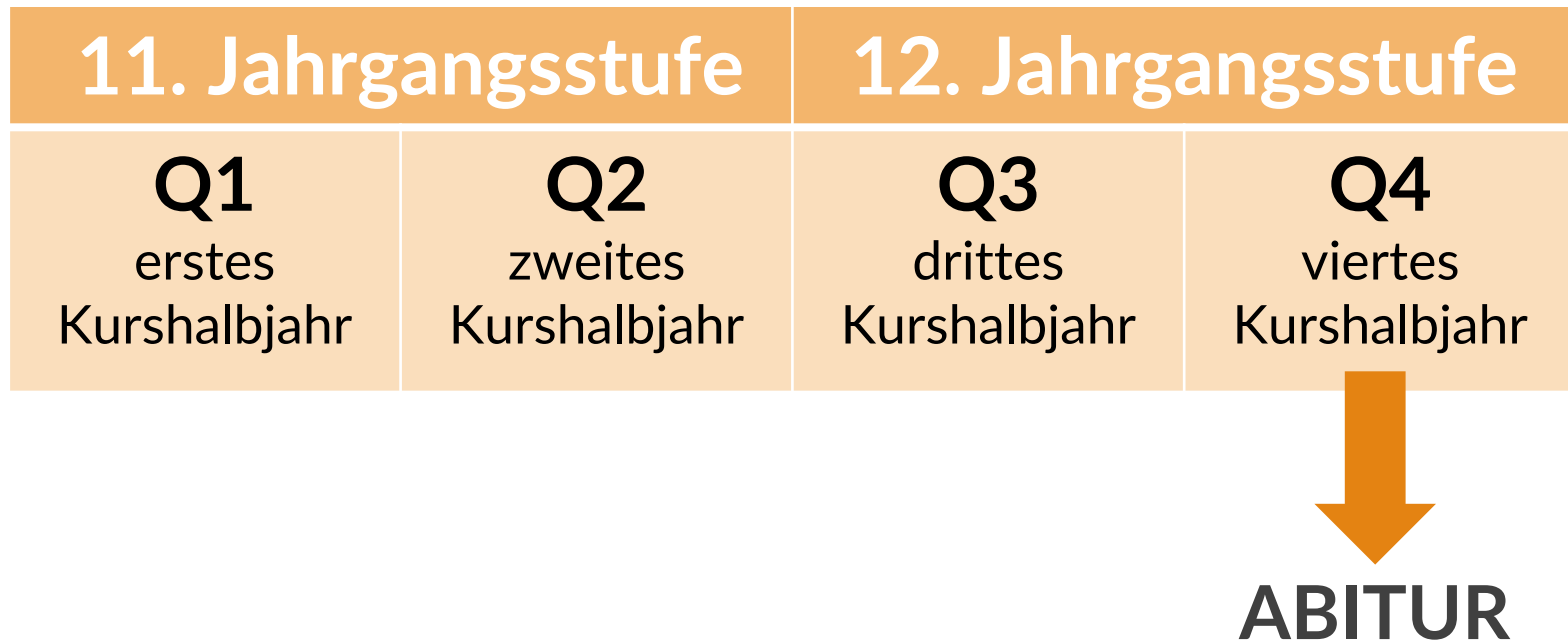 11. Jahrgangsstufe 12. Jahrgangsstufe
Q1 Q2 Q3 Q4
erstes zweites drittes viertes
Kurshalbjahr Kurshalbjahr Kurshalbjahr Kurshalbjahr
ABITUR